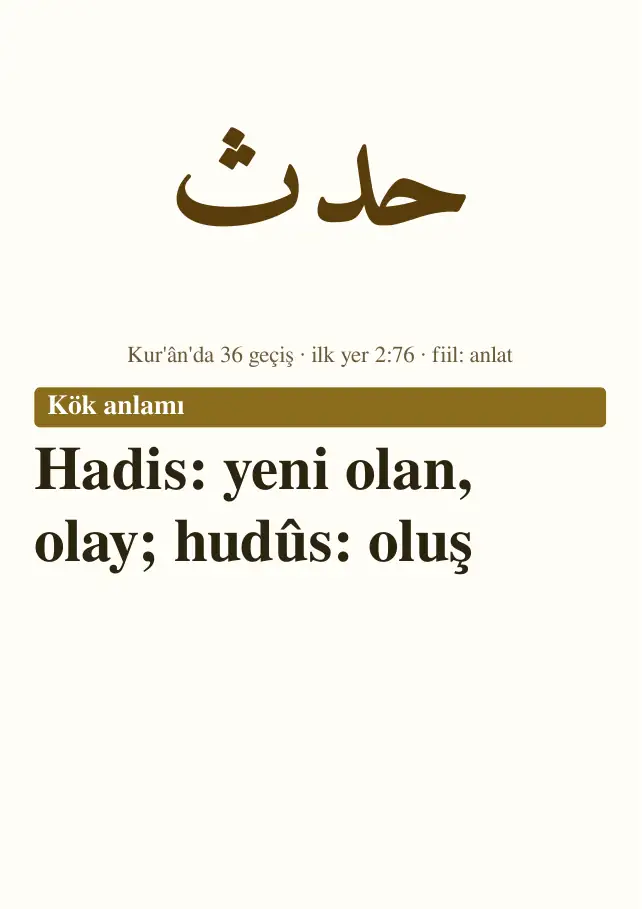 حدث
Kur'ân'da 36 geçiş · ilk yer 2:76 · fiil: anlat
Kök anlamı
Hadis: yeni olan,
olay; hudûs: oluş